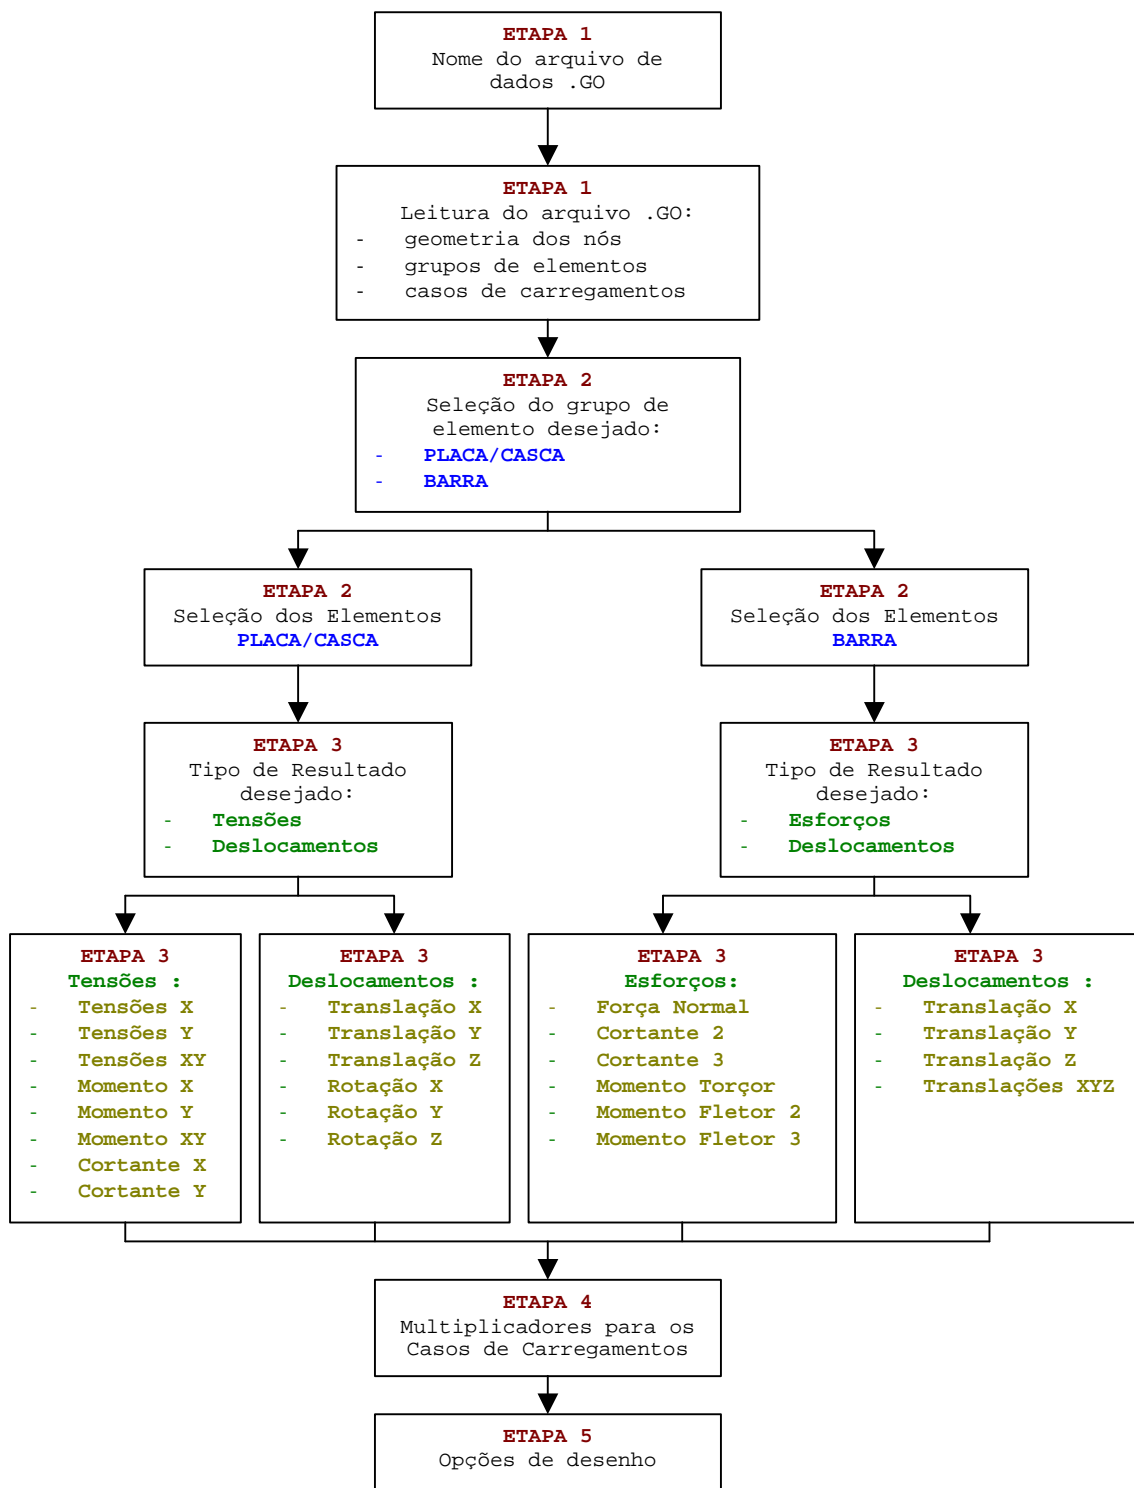 ETAPA 1
Nome do arquivo de
dados .GO
ETAPA 1
Leitura do arquivo .GO:
- geometria dos nós
- grupos de elementos
- casos de carregamentos
ETAPA 2
Seleção do grupo de
elemento desejado:
- PLACA/CASCA
- BARRA
ETAPA 2
Seleção dos Elementos
PLACA/CASCA
ETAPA 2
Seleção dos Elementos
BARRA
ETAPA 3
Tipo de Resultado
desejado:
- Tensões
- Deslocamentos
ETAPA 3
Tipo de Resultado
desejado:
- Esforços
- Deslocamentos
ETAPA 3
Tensões :
- Tensões X
- Tensões Y
- Tensões XY
- Momento X
- Momento Y
- Momento XY
- Cortante X
- Cortante Y
ETAPA 3
Deslocamentos :
- Translação X
- Translação Y
- Translação Z
- Rotação X
- Rotação Y
- Rotação Z
ETAPA 3
Esforços:
- Força Normal
- Cortante 2
- Cortante 3
- Momento Torçor
- Momento Fletor 2
- Momento Fletor 3
ETAPA 3
Deslocamentos :
- Translação X
- Translação Y
- Translação Z
- Translações XYZ
ETAPA 4
Multiplicadores para os
Casos de Carregamentos
ETAPA 5
Opções de desenho